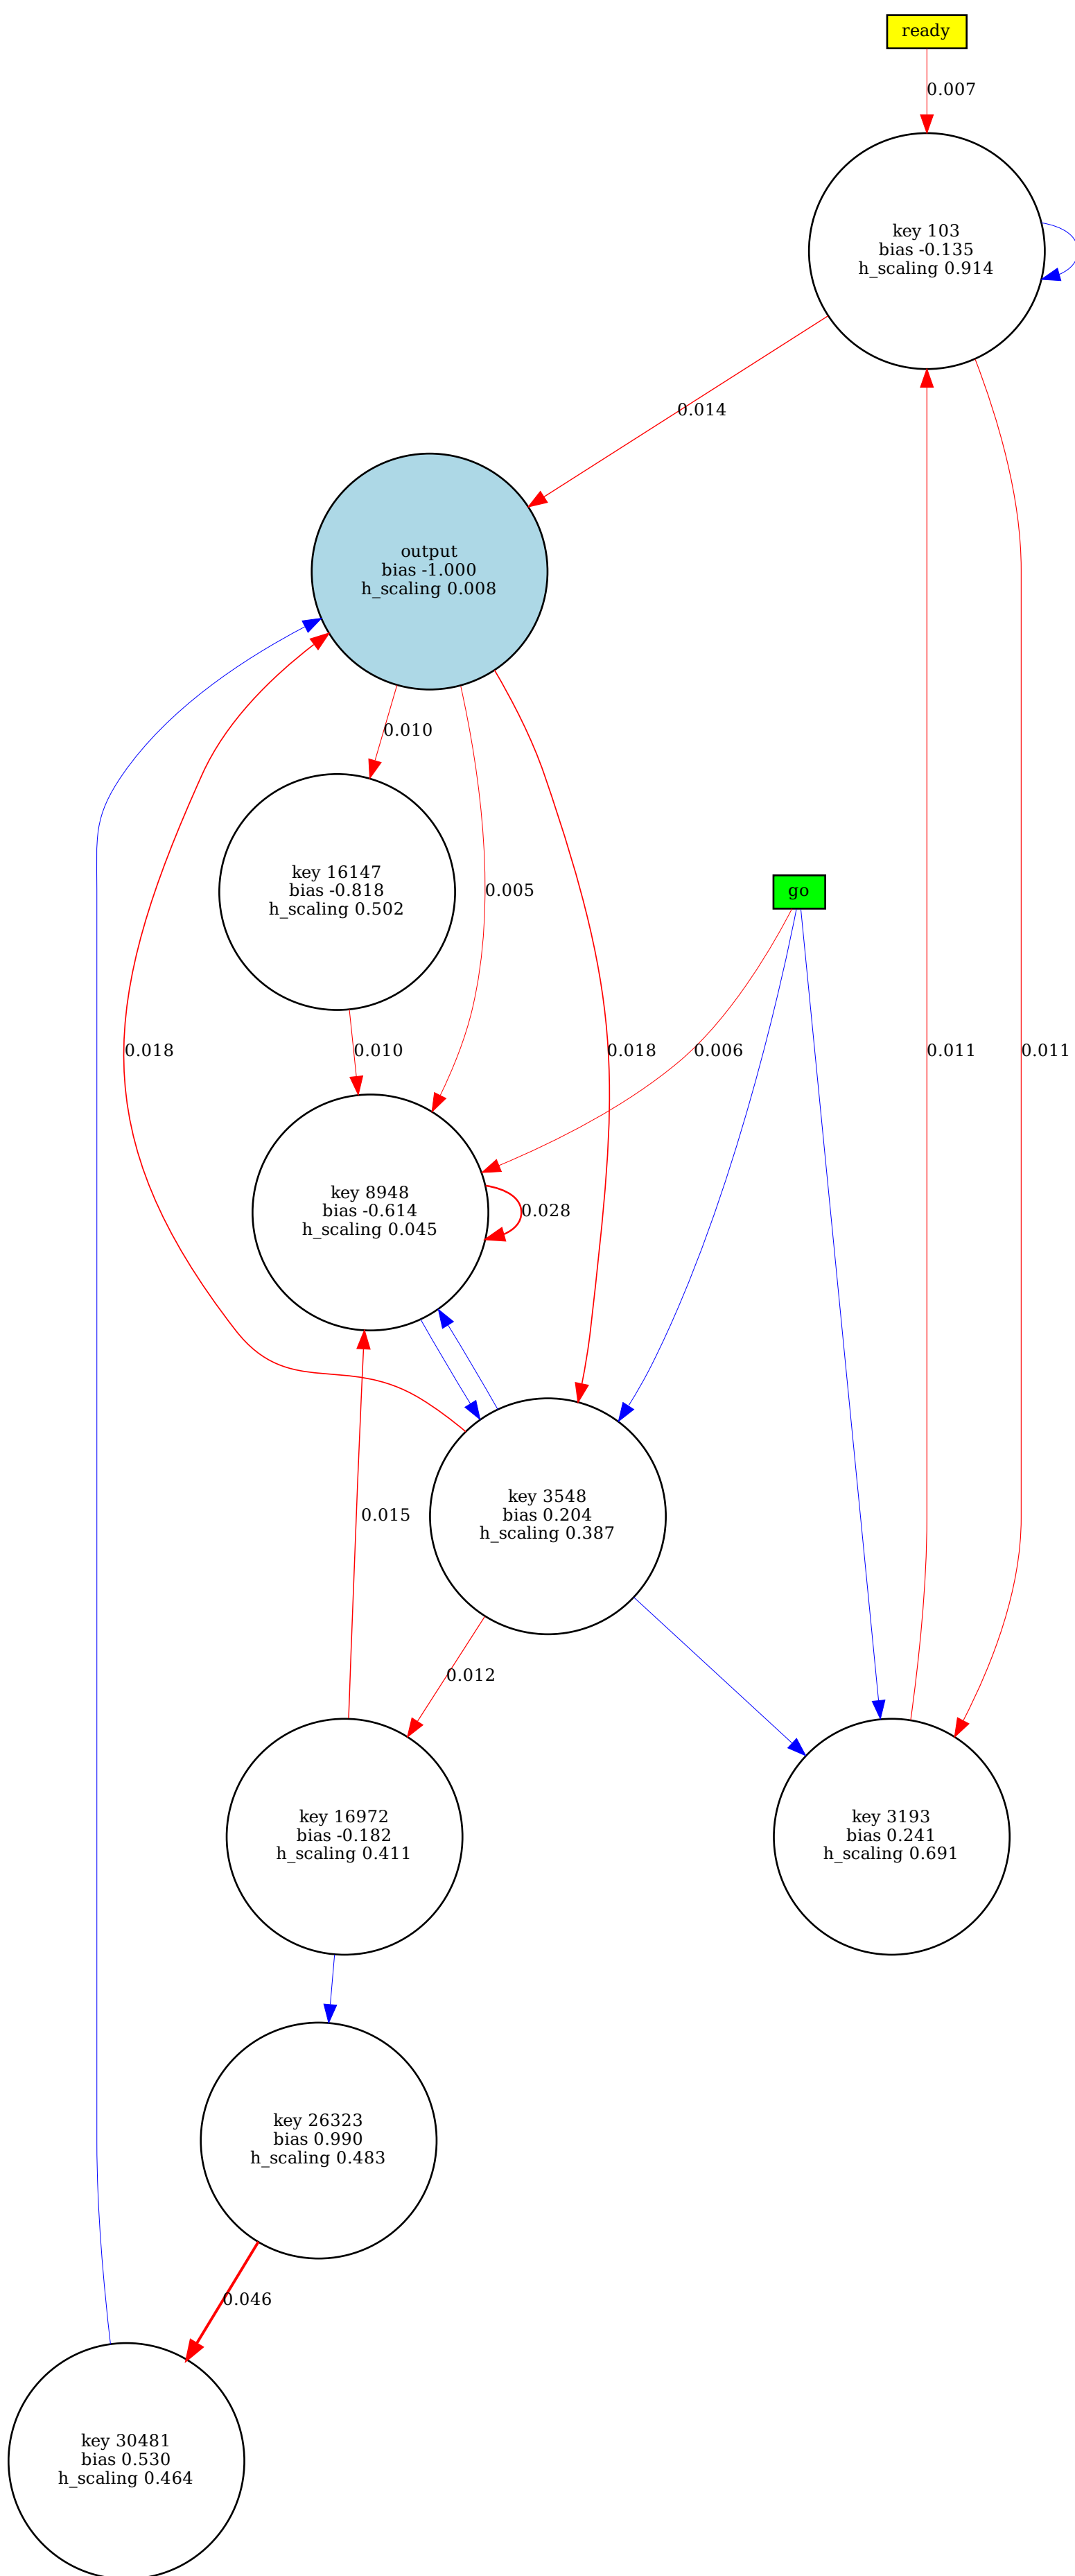 ready
0.007
key 103
bias -0.135
h_scaling 0.914
0.014
output
bias -1.000
h_scaling 0.008
0.010
key 16147
bias -0.818
h_scaling 0.502
0.005
go
0.018
0.010
0.018
0.006
0.011
0.011
key 8948
bias -0.614
h_scaling 0.045
0.028
key 3548
bias 0.204
h_scaling 0.387
0.015
0.012
key 16972
bias -0.182
h_scaling 0.411
key 3193
bias 0.241
h_scaling 0.691
key 26323
bias 0.990
h_scaling 0.483
0.046
key 30481
bias 0.530
h_scaling 0.464